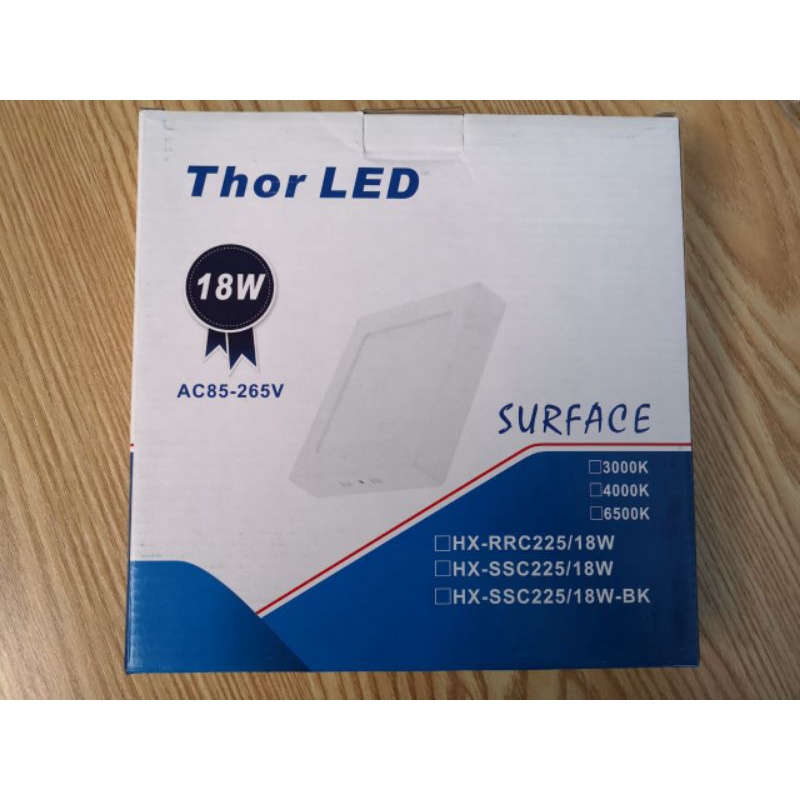 Thor LED
18W
AC85-265V
SURFACE
☐3000K
☐4000K
☐6500K
☐HX-RRC225/18W
☐HX-SSC225/18W
☐HX-SSC225/18W-BK